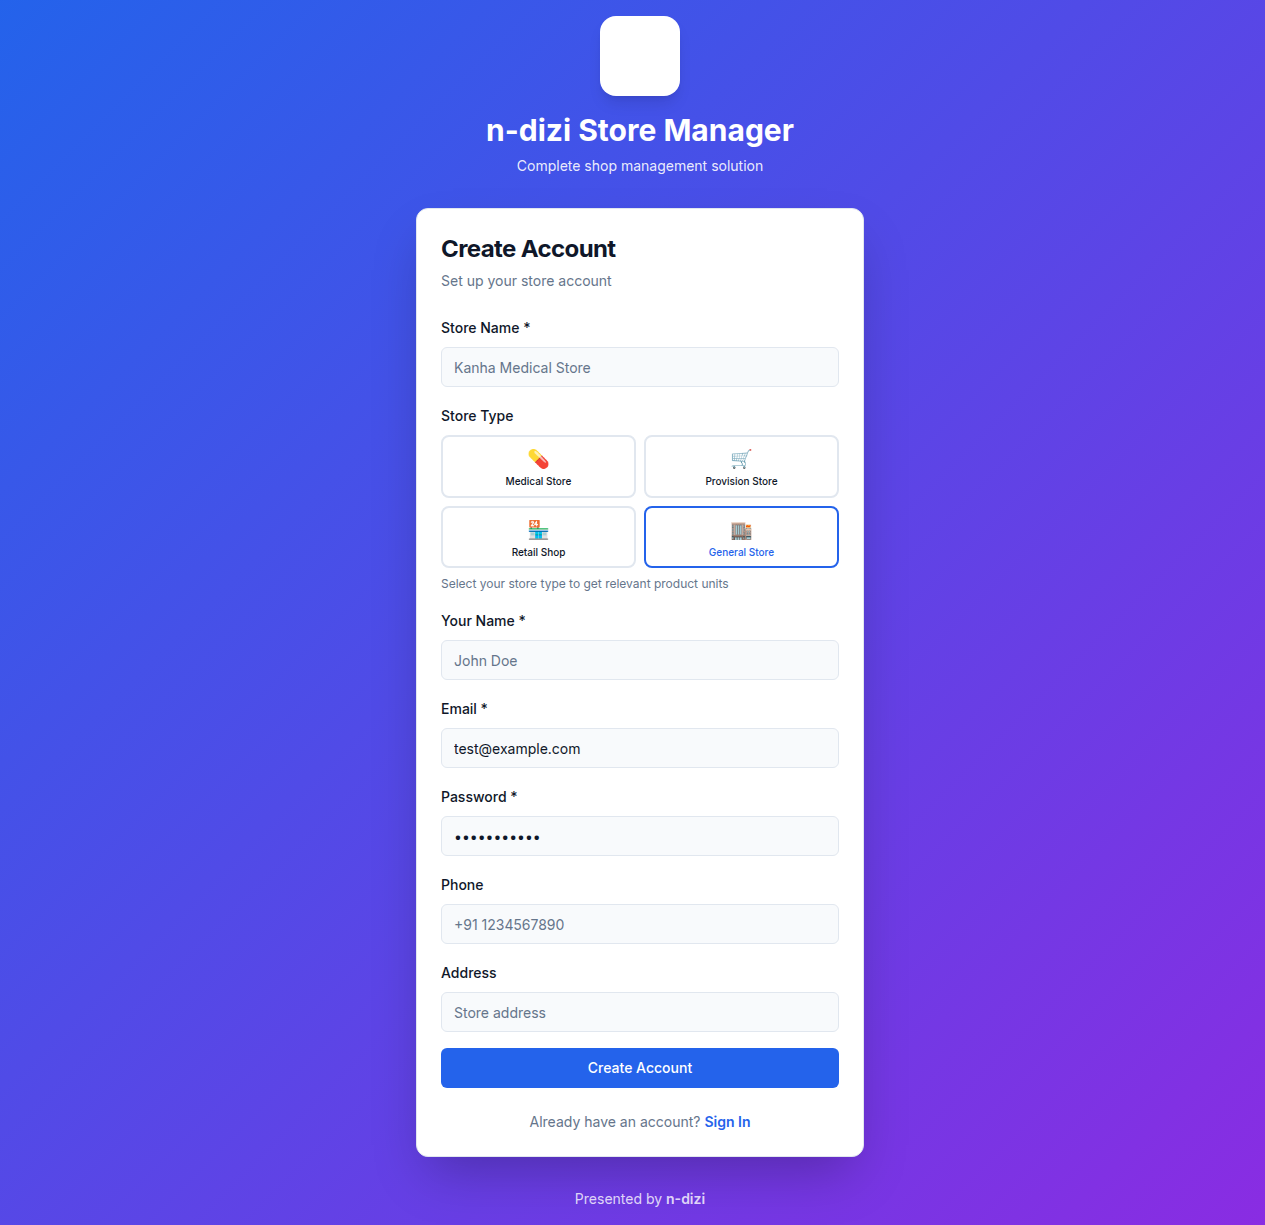 n-dizi Store Manager
Complete shop management solution
Create Account
Set up your store account
Store Name *
Kanha Medical Store
Store Type
Medical Store
Provision Store
Retail Shop
General Store
Select your store type to get relevant product units
Your Name *
John Doe
Email *
test@example.com
Password *
•••••••••••
Phone
+91 1234567890
Address
Store address
Create Account
Already have an account? Sign In
Presented by n-dizi